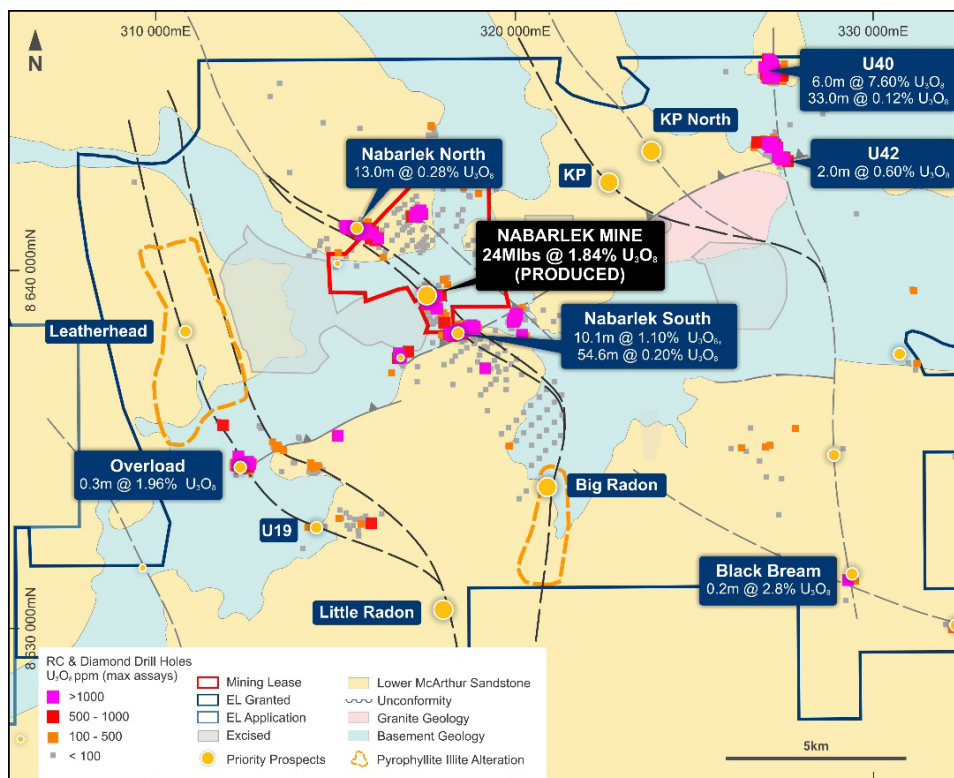 310 000mE
320 000mE
330 000mE
N
U40
6.0m @ 7.60% U₃O₈
33.0m @ 0.12% U₃O₈
KP North
U42
2.0m @ 0.60% U₃O₈
Nabarlek North
13.0m @ 0.28% U₃O₈
KP
NABARLEK MINE
24Mlbs @ 1.84% U₃O₈
(PRODUCED)
8 640 000mN
Leatherhead
Nabarlek South
10.1m @ 1.10% U₃O₈,
54.6m @ 0.20% U₃O₈
Overload
0.3m @ 1.96% U₃O₈
Big Radon
U19
Black Bream
0.2m @ 2.8% U₃O₈
Little Radon
8 630 000mN
RC & Diamond Drill Holes
U₃O₈ ppm (max assays)
>1000
500 - 1000
100 - 500
< 100
Mining Lease
EL Granted
EL Application
Excised
Priority Prospects
Lower McArthur Sandstone
Unconformity
Granite Geology
Basement Geology
Pyrophyllite Illite Alteration
5km